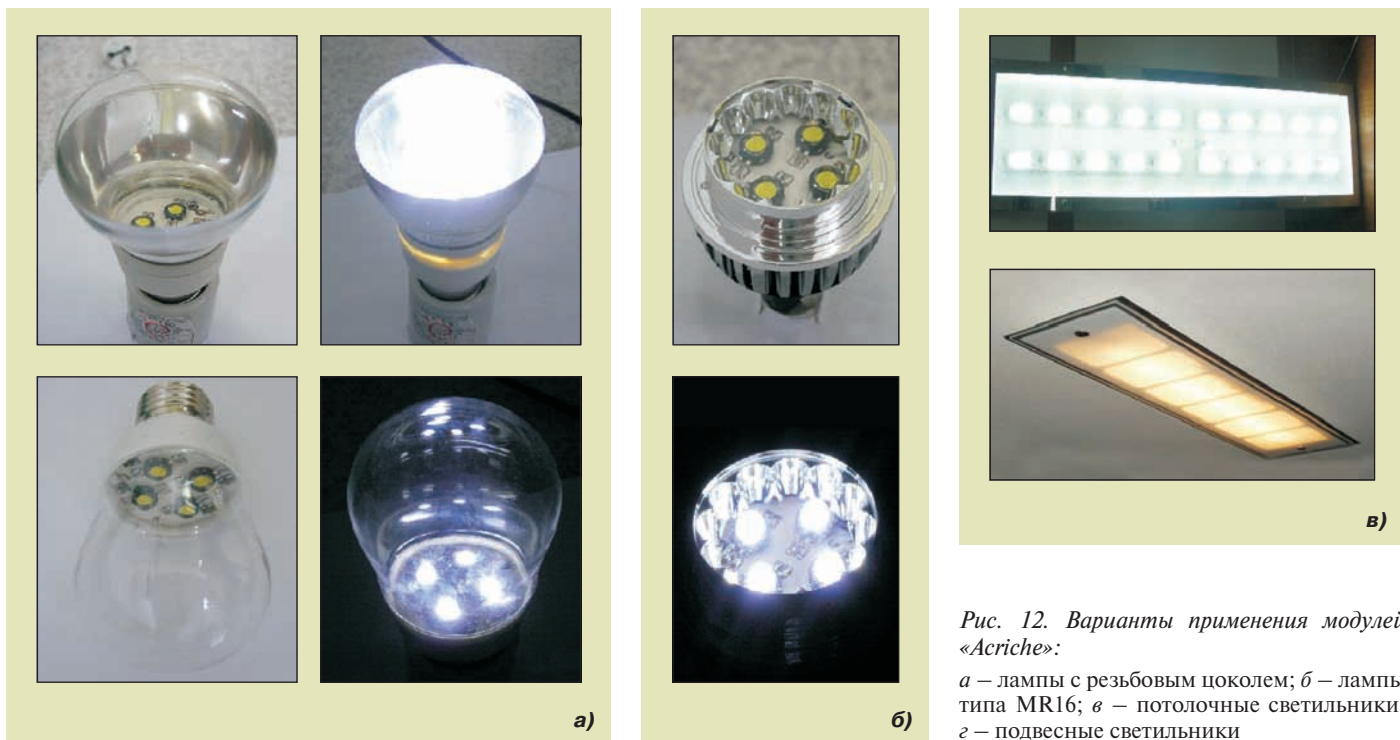 а)
б)
в)
Рис. 12. Варианты применения модулей
«Acriche»:
а – лампы с резьбовым цоколем; б – лампы
типа MR16; в – потолочные светильники
г – подвесные светильники